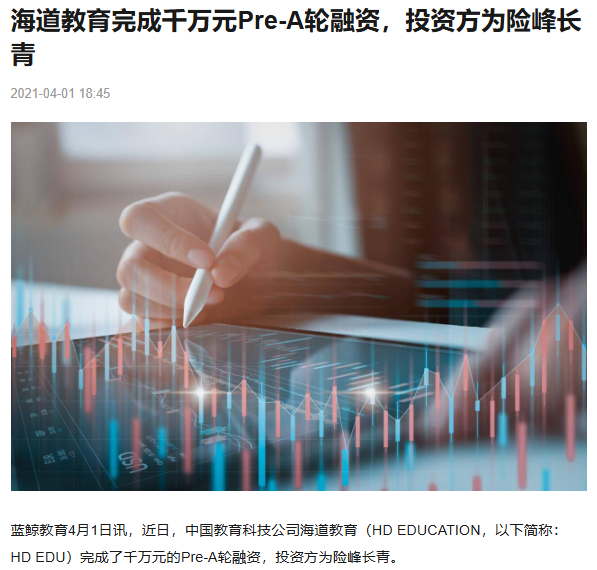 海道教育完成千万元Pre-A轮融资，投资方为险峰长
青
2021-04-01 18:45
USD
蓝鲸教育4月1日讯，近日，中国教育科技公司海道教育（HD EDUCATION，以下简称：
HD EDU）完成了千万元的Pre-A轮融资，投资方为险峰长青。